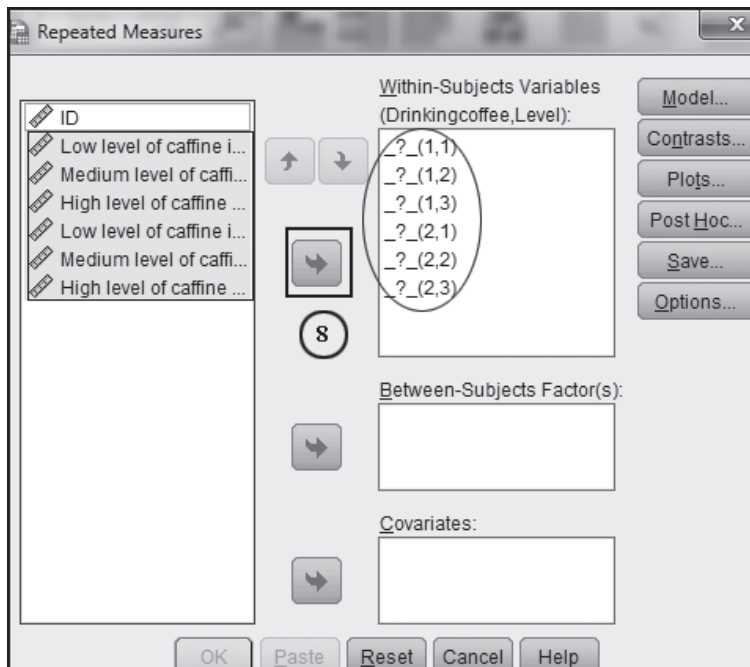 Repeated Measures
X
ID
Low level of caffine i...
Medium level of caffi...
High level of caffine ...
Low level of caffine i...
Medium level of caffi...
High level of caffine ...
8
Within-Subjects Variables
(Drinkingcoffee,Level):
_?_(1,1)
_?_(1,2)
_?_(1,3)
_?_(2,1)
_?_(2,2)
_?_(2,3)
Between-Subjects Factor(s):
Covariates:
Model...
Contrasts...
Plots...
Post Hoc...
Save...
Options...
OK Paste Reset Cancel Help